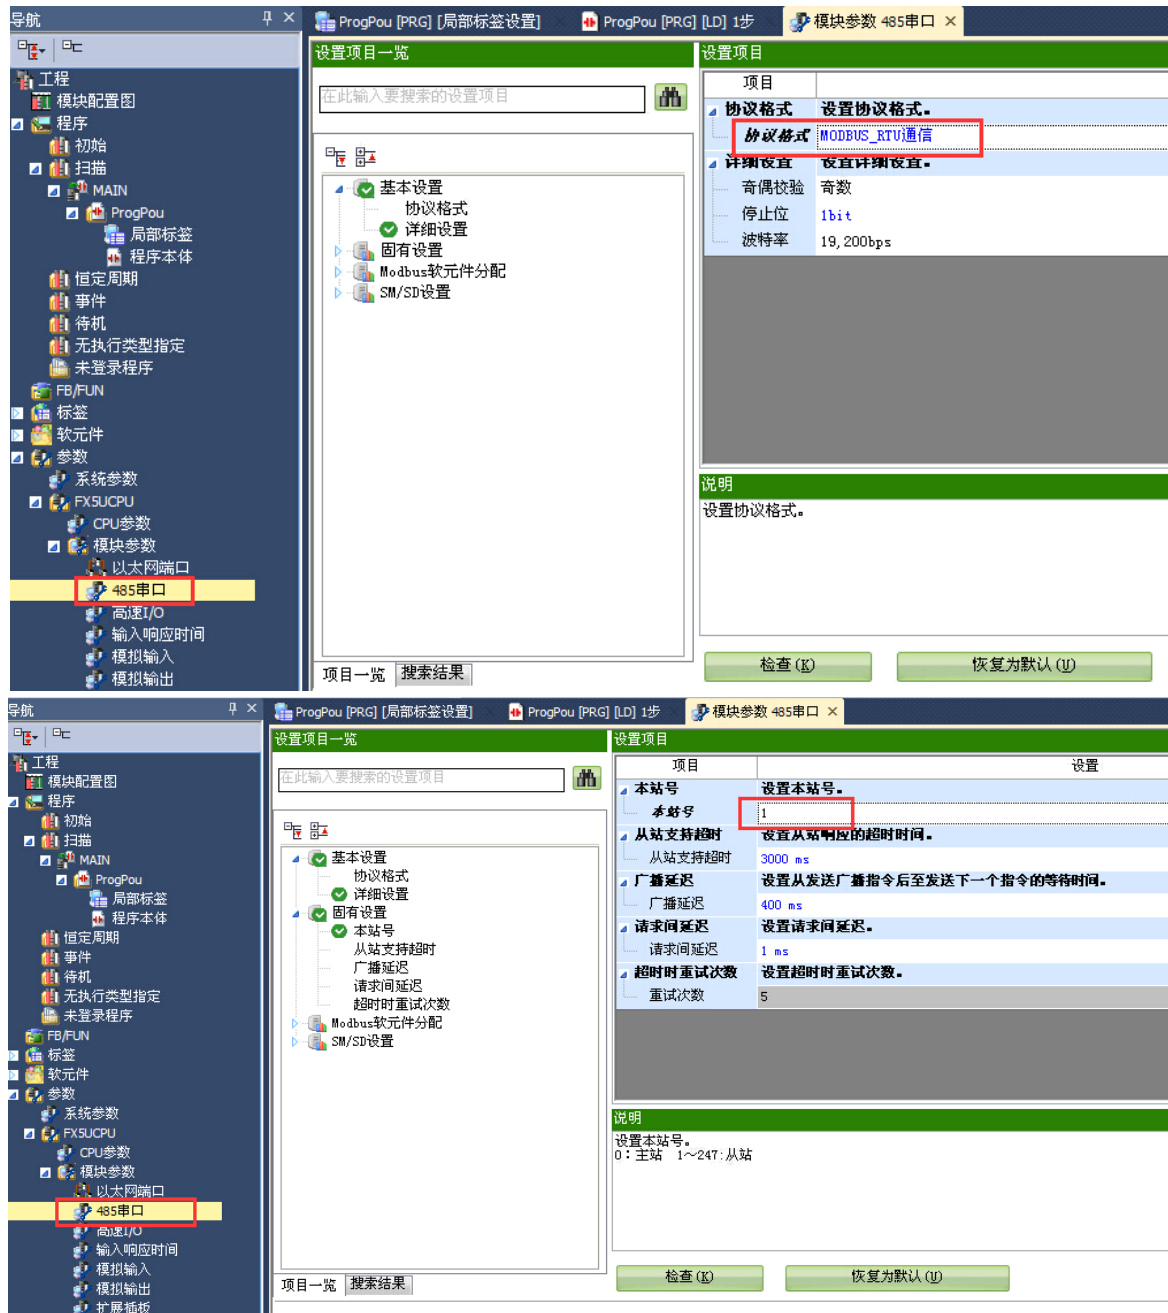 导航
ProgPou [PRG] [局部标签设置]
ProgPou [PRG] [LD] 1步
模块参数 485串口
设置项目一览
在此输入要搜索的设置项目
工程
模块配置图
程序
初始
扫描
MAIN
ProgPou
局部标签
程序本体
恒定周期
事件
待机
无执行类型指定
未登录程序
FB/FUN
标签
软元件
参数
系统参数
FX5UCPU
CPU参数
模块参数
以太网端口
485串口
高速I/O
输入响应时间
模拟输入
模拟输出
基本设置
协议格式
详细设置
固有设置
Modbus软元件分配
SM/SD设置
项目一览
搜索结果
设置项目
项目
协议格式 设置协议格式。
协议格式 MODBUS_RTU通信
详细设置 设置详细设置。
奇偶校验 奇数
停止位 1bit
波特率 19,200bps
说明
设置协议格式。
检查(K)
恢复为默认(U)
导航
ProgPou [PRG] [局部标签设置]
ProgPou [PRG] [LD] 1步
模块参数 485串口
设置项目一览
在此输入要搜索的设置项目
工程
模块配置图
程序
初始
扫描
MAIN
ProgPou
局部标签
程序本体
恒定周期
事件
待机
无执行类型指定
未登录程序
FB/FUN
标签
软元件
参数
系统参数
FX5UCPU
CPU参数
模块参数
以太网端口
485串口
高速I/O
输入响应时间
模拟输入
模拟输出
扩展插板
基本设置
协议格式
详细设置
固有设置
本站号
从站支持超时
广播延迟
请求间延迟
超时时重试次数
Modbus软元件分配
SM/SD设置
项目一览
搜索结果
设置项目
项目 设置
本站号 设置本站号。
本站号 1
从站支持超时 设置从站响应的超时时间。
从站支持超时 3000 ms
广播延迟 设置从发送广播指令后至发送下一个指令的等待时间。
广播延迟 400 ms
请求间延迟 设置请求间延迟。
请求间延迟 1 ms
超时时重试次数 设置超时时重试次数。
重试次数 5
说明
设置本站号。
0：主站 1～247:从站
检查(K)
恢复为默认(U)